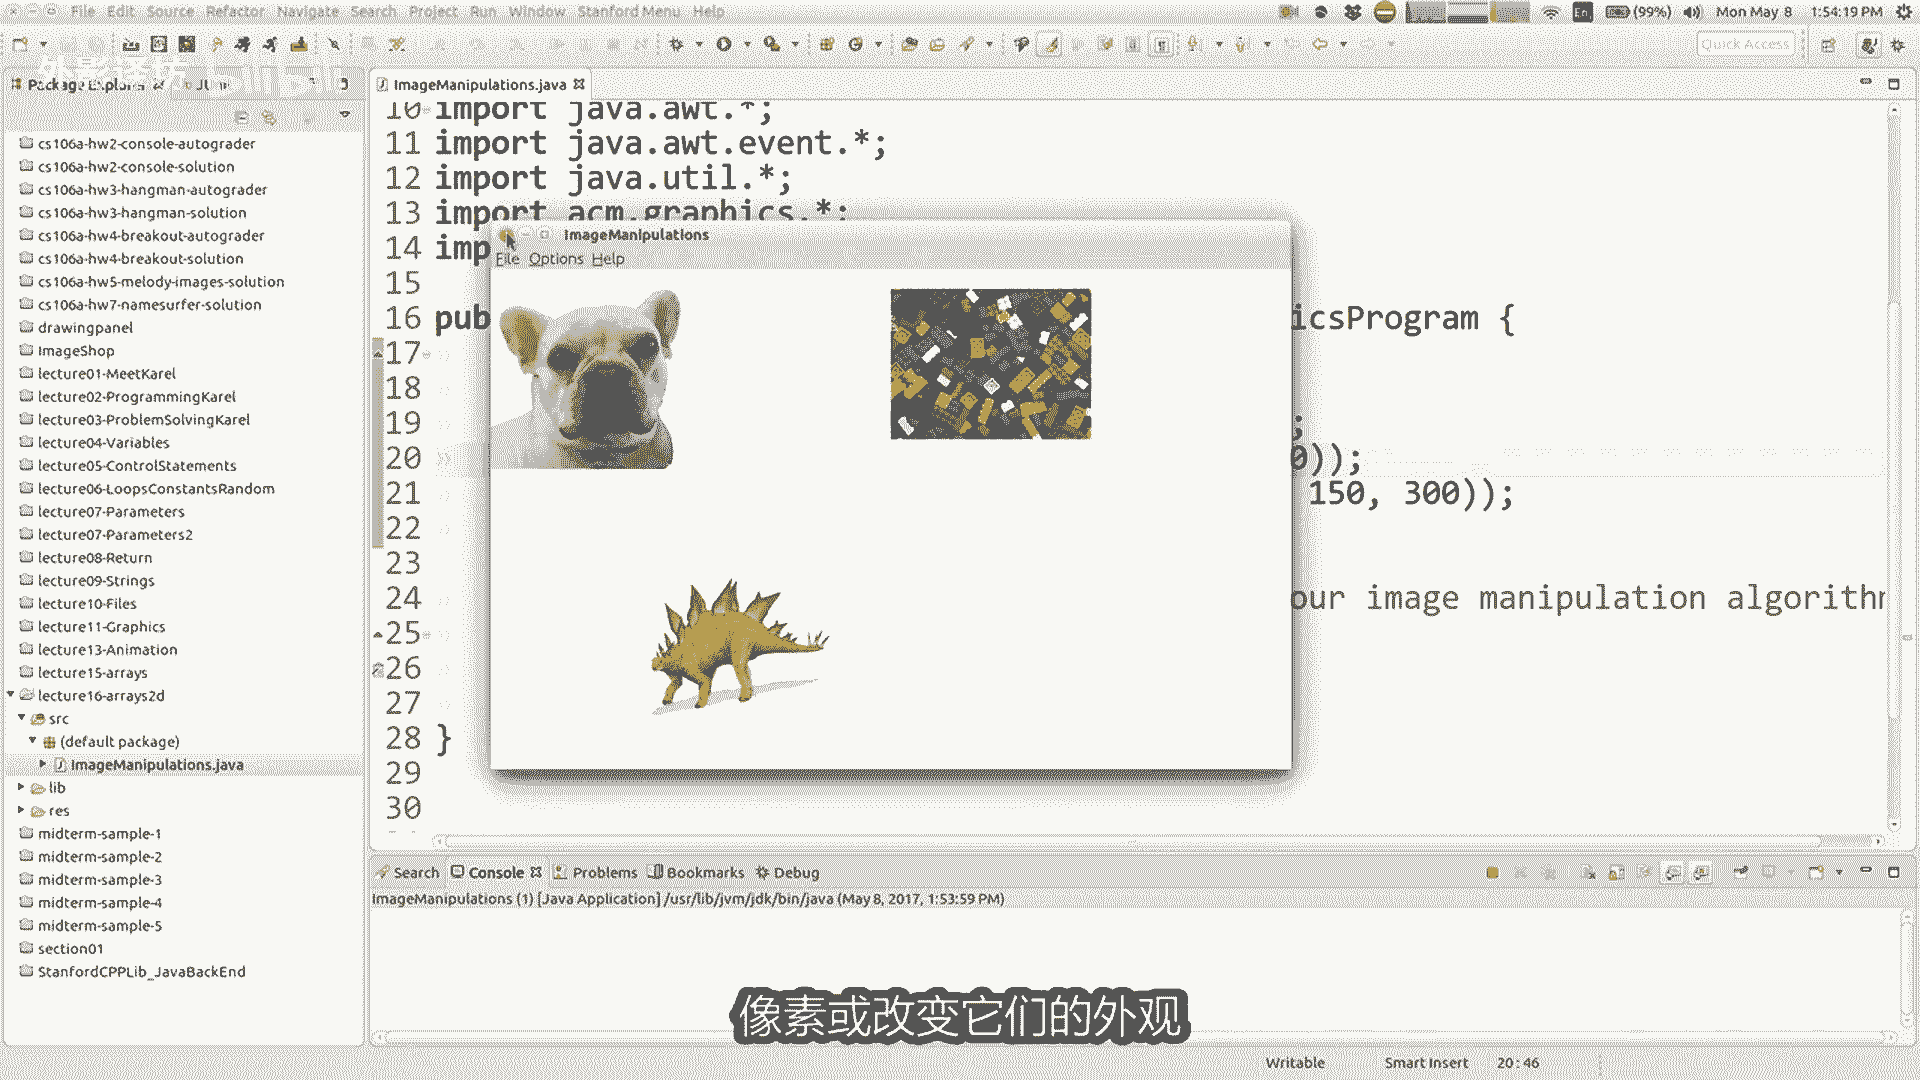 File Edit Source Refactor Navigate Search Project Run Window Stanford Menu Help
En
(99%)
Mon May 8
1:54:19 PM
Quick Access
Package Explorer
ImageManipulations.java
cs106a-hw2-console-autograder
cs106a-hw2-console-solution
cs106a-hw3-hangman-autograder
cs106a-hw3-hangman-solution
cs106a-hw4-breakout-autograder
cs106a-hw4-breakout-solution
cs106a-hw5-melody-images-solution
cs106a-hw7-namesurfer-solution
drawingpanel
ImageShop
lecture01-MeetKarel
lecture02-ProgrammingKarel
lecture03-ProblemSolvingKarel
lecture04-Variables
lecture05-ControlStatements
lecture06-LoopsConstantsRandom
lecture07-Parameters
lecture07-Parameters2
lecture08-Return
lecture09-Strings
lecture10-Files
lecture11-Graphics
lecture13-Animation
lecture15-arrays
lecture16-arrays2d
src
(default package)
ImageManipulations.java
lib
res
midterm-sample-1
midterm-sample-2
midterm-sample-3
midterm-sample-4
midterm-sample-5
section01
StanfordCPPLib_JavaBackEnd
10 import java.awt.*;
11 import java.awt.event.*;
12 import java.util.*;
13 import acm.graphics.*;
14 imp
15
16 pub icsProgram {
17
18
19 ;
20 0));
21 150, 300));
22
23
24 our image manipulation algorith
25
26
27
28 }
29
30
ImageManipulations
File Options Help
Search Console Problems Bookmarks Debug
ImageManipulations (1) [Java Application] /usr/lib/jvm/jdk/bin/java (May 8, 2017, 1:53:59 PM)
像素或改变它们的外观
Writable Smart Insert 20:46